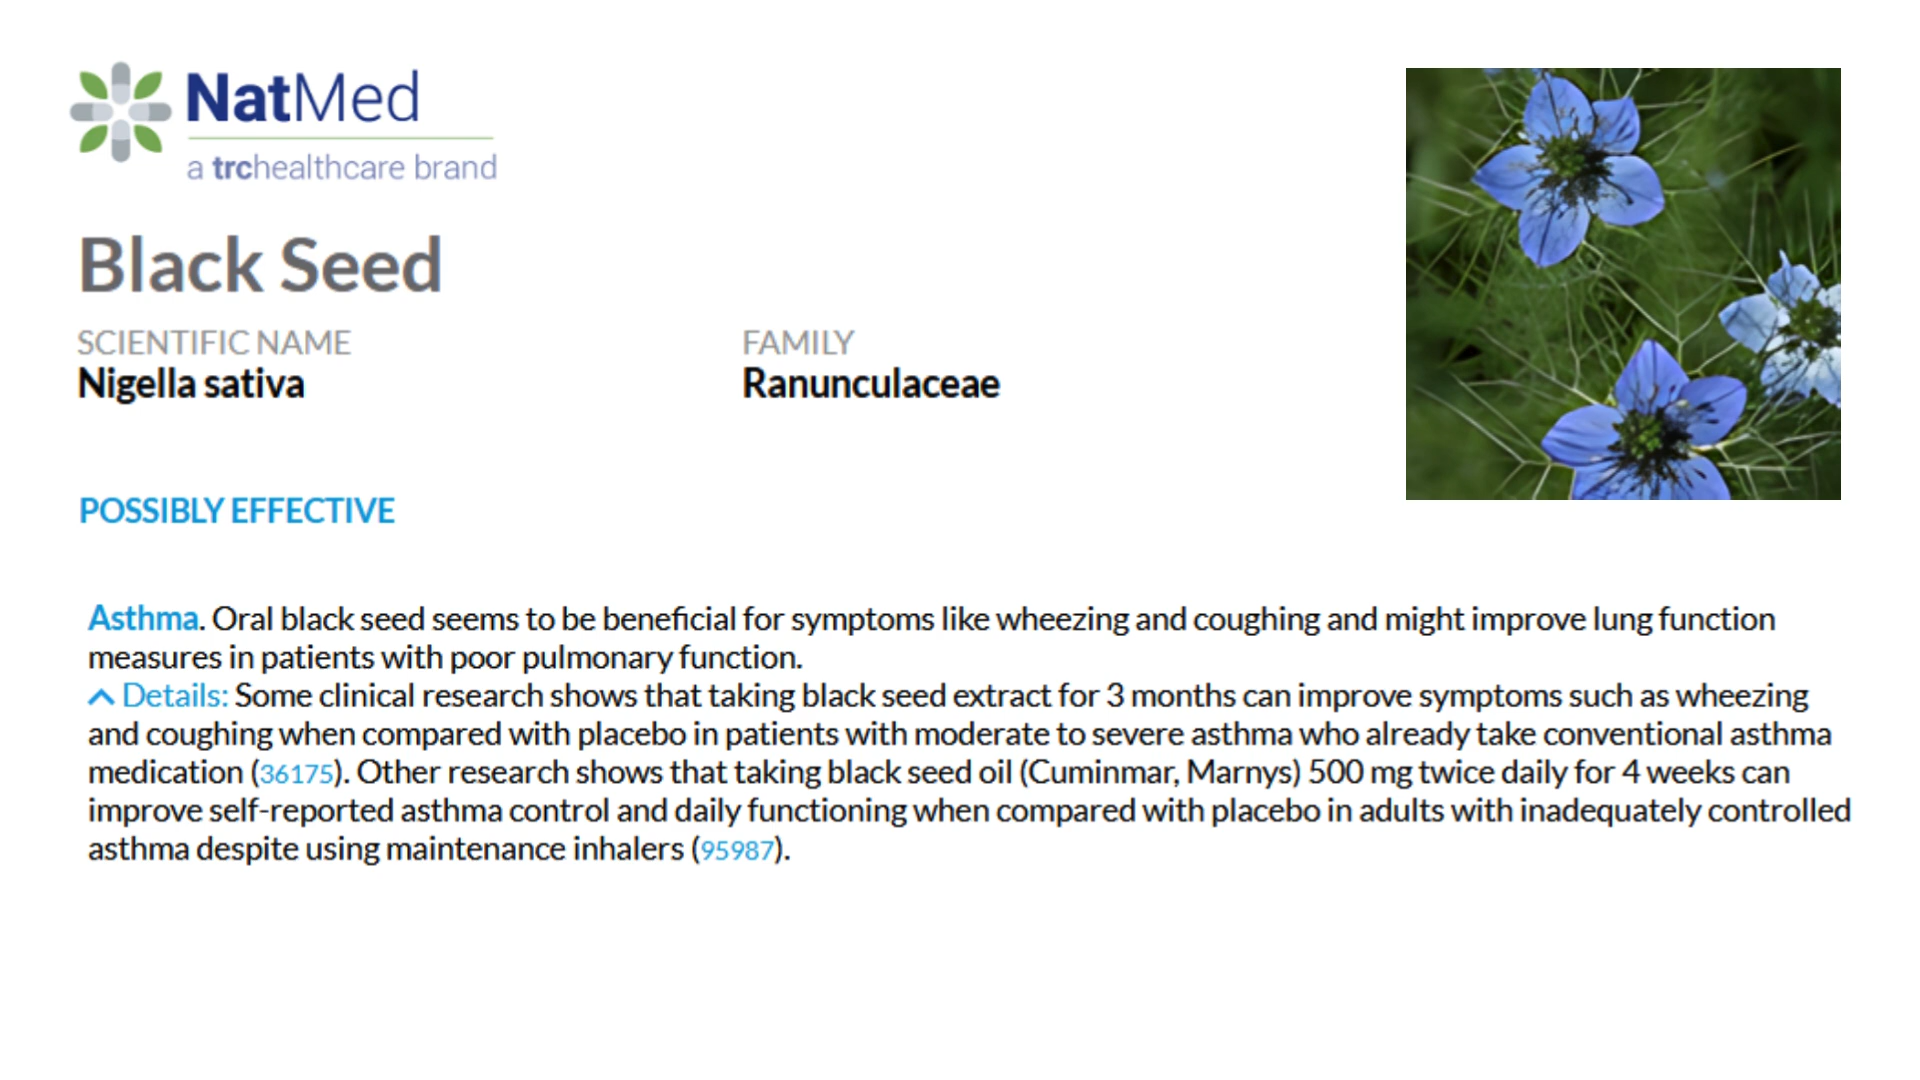 NatMed
a trchealthcare brand
Black Seed
SCIENTIFIC NAME
Nigella sativa
FAMILY
Ranunculaceae
POSSIBLY EFFECTIVE
Asthma. Oral black seed seems to be beneficial for symptoms like wheezing and coughing and might improve lung function
measures in patients with poor pulmonary function.
Details: Some clinical research shows that taking black seed extract for 3 months can improve symptoms such as wheezing
and coughing when compared with placebo in patients with moderate to severe asthma who already take conventional asthma
medication (36175). Other research shows that taking black seed oil (Cuminmar, Marnys) 500 mg twice daily for 4 weeks can
improve self-reported asthma control and daily functioning when compared with placebo in adults with inadequately controlled
asthma despite using maintenance inhalers (95987).